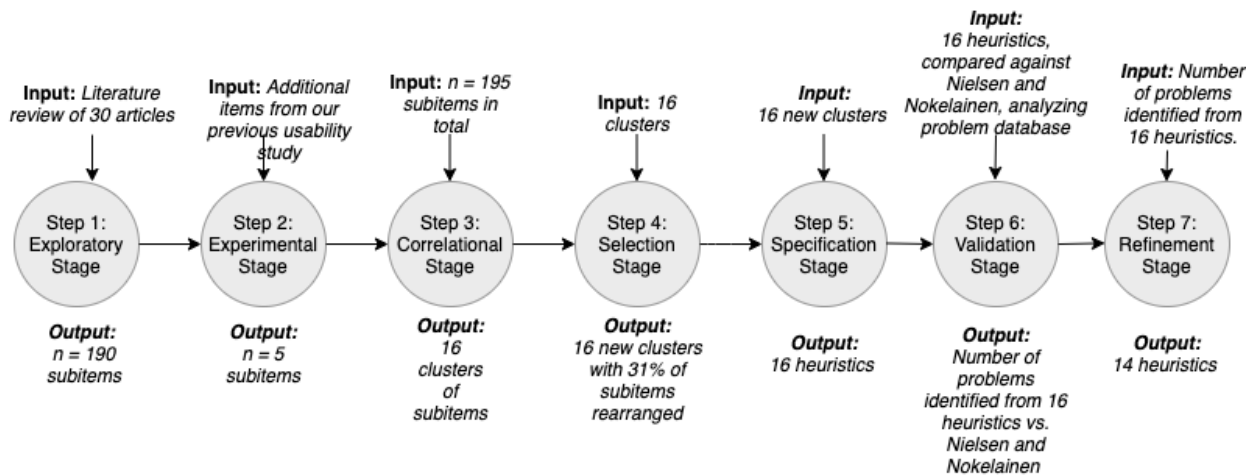 Input: Literature
review of 30 articles
Input: Additional
items from our
previous usability
study
Input: n = 195
subitems in
total
Input: 16
clusters
Input:
16 new clusters
Input:
16 heuristics,
compared against
Nielsen and
Nokelainen, analyzing
problem database
Input: Number
of problems
identified from
16 heuristics.
Step 1:
Exploratory
Stage
Step 2:
Experimental
Stage
Step 3:
Correlational
Stage
Step 4:
Selection
Stage
Step 5:
Specification
Stage
Step 6:
Validation
Stage
Step 7:
Refinement
Stage
Output:
n = 190
subitems
Output:
n = 5
subitems
Output:
16
clusters
of
subitems
Output:
16 new clusters
with 31% of
subitems
rearranged
Output:
16 heuristics
Output:
Number of
problems
identified from 16
heuristics vs.
Nielsen and
Nokelainen
Output:
14 heuristics